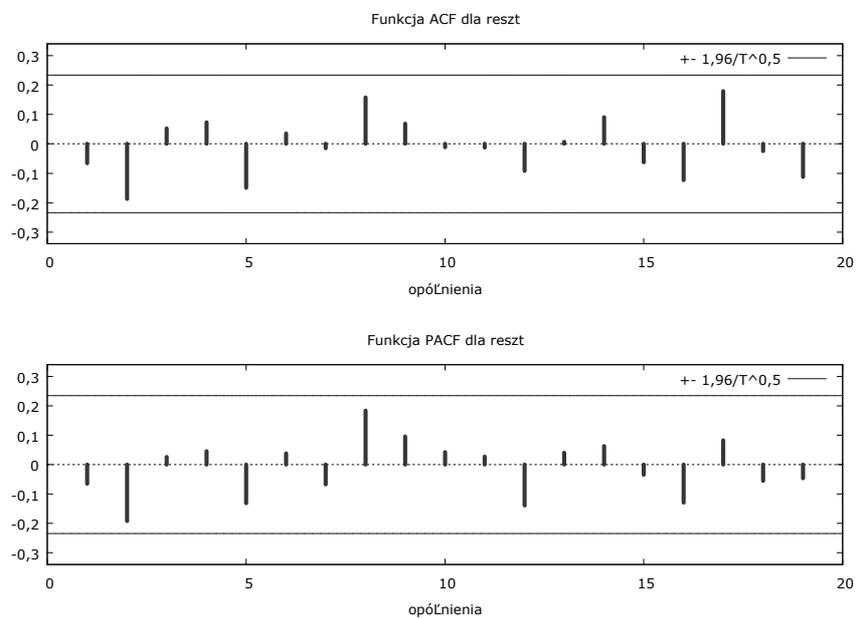 Funkcja ACF dla reszt
+- 1,96/T^0,5
0,3
0,2
0,1
0
-0,1
-0,2
-0,3
0 5 10 15 20
opóĽnienia
Funkcja PACF dla reszt
+- 1,96/T^0,5
0,3
0,2
0,1
0
-0,1
-0,2
-0,3
0 5 10 15 20
opóĽnienia